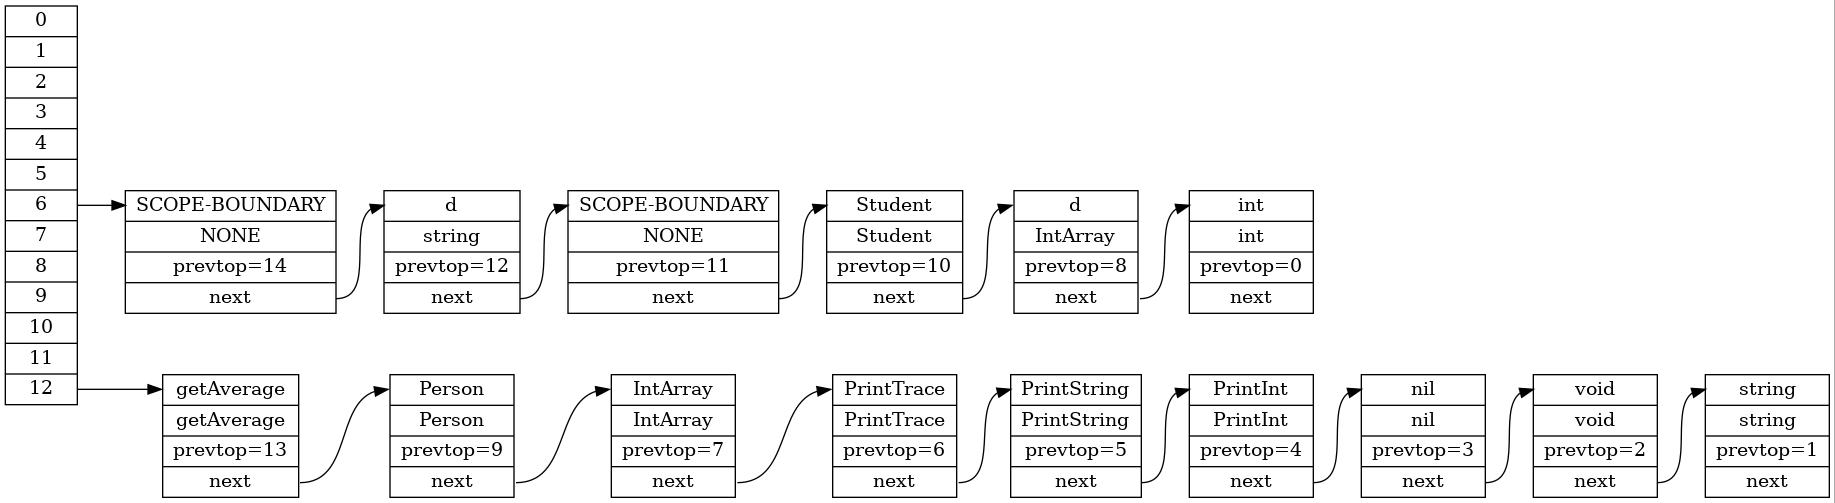 0
1
2
3
4
5
6
7
8
9
10
11
12
SCOPE-BOUNDARY
NONE
prevtop=14
next
d
string
prevtop=12
next
SCOPE-BOUNDARY
NONE
prevtop=11
next
Student
Student
prevtop=10
next
d
IntArray
prevtop=8
next
int
int
prevtop=0
next
getAverage
getAverage
prevtop=13
next
Person
Person
prevtop=9
next
IntArray
IntArray
prevtop=7
next
PrintTrace
PrintTrace
prevtop=6
next
PrintString
PrintString
prevtop=5
next
PrintInt
PrintInt
prevtop=4
next
nil
nil
prevtop=3
next
void
void
prevtop=2
next
string
string
prevtop=1
next